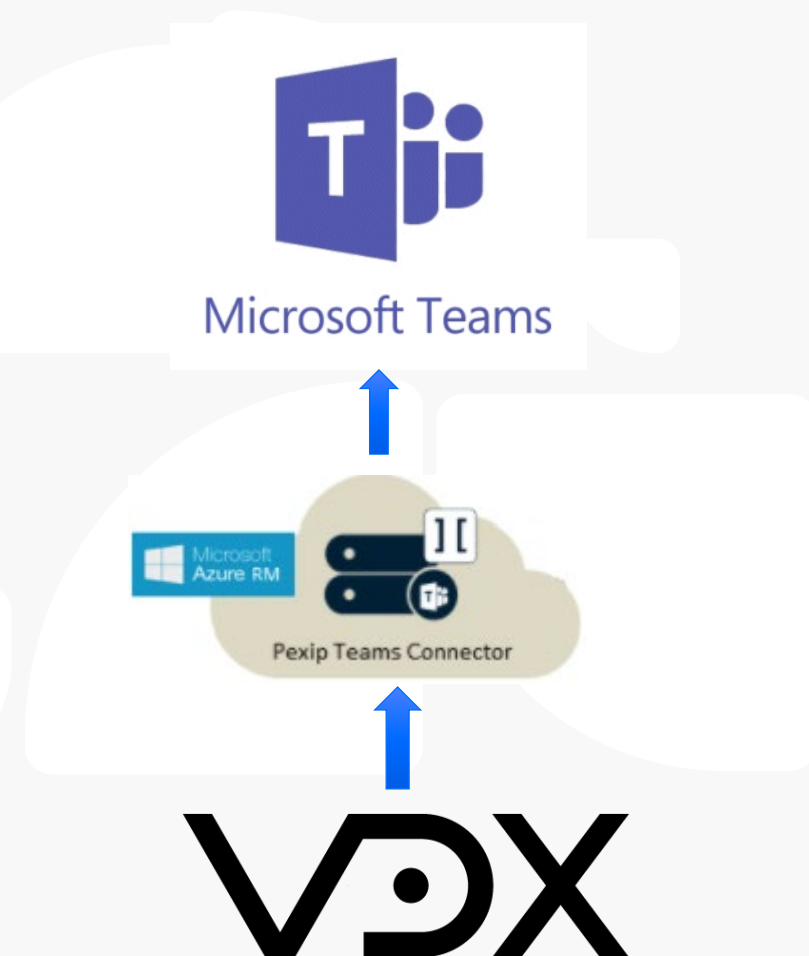 T
Microsoft Teams
Microsoft
Azure RM
][
T
Pexip Teams Connector
VPX